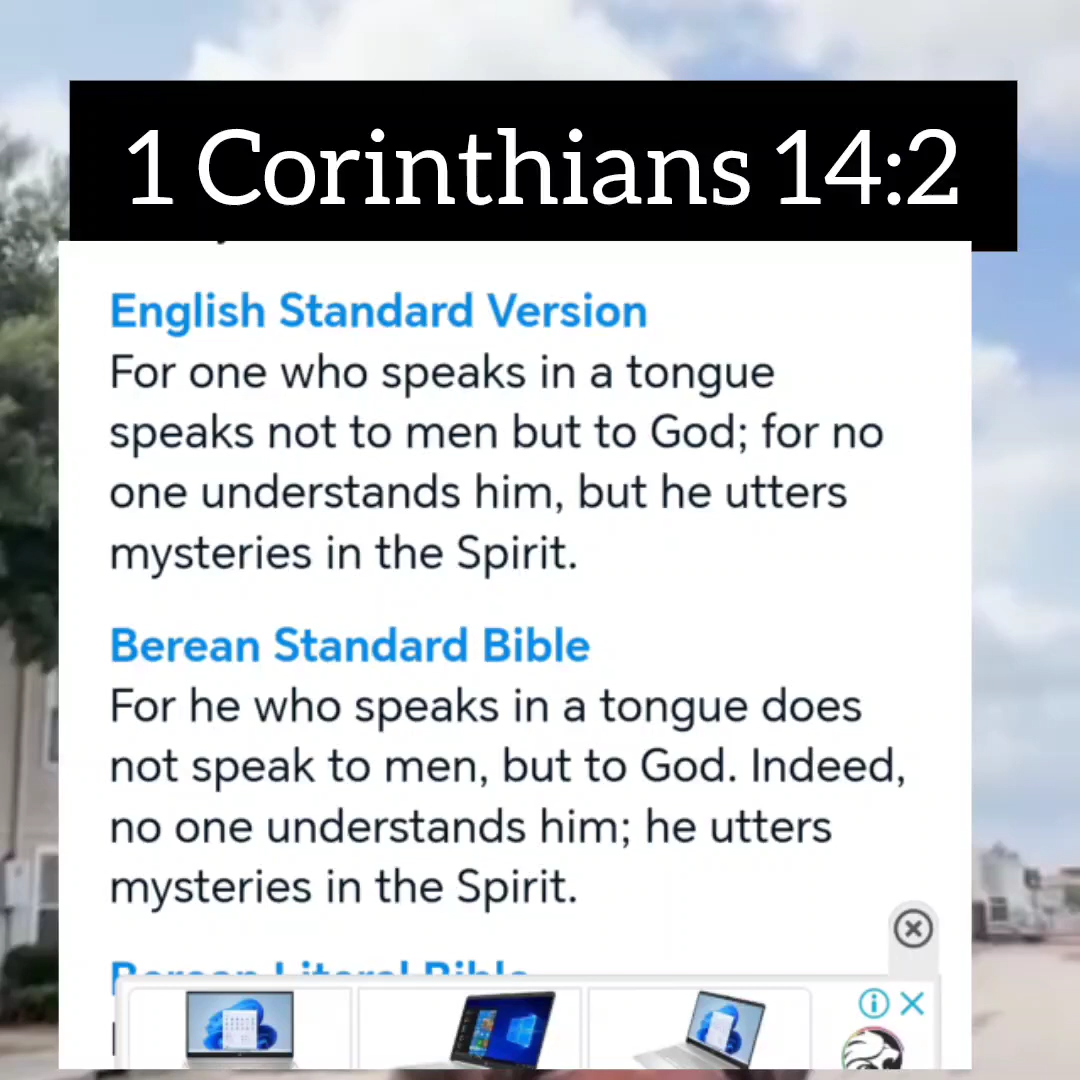 1 Corinthians 14:2
English Standard Version
For one who speaks in a tongue
speaks not to men but to God; for no
one understands him, but he utters
mysteries in the Spirit.
Berean Standard Bible
For he who speaks in a tongue does
not speak to men, but to God. Indeed,
no one understands him; he utters
mysteries in the Spirit.
Berean Literal Bible